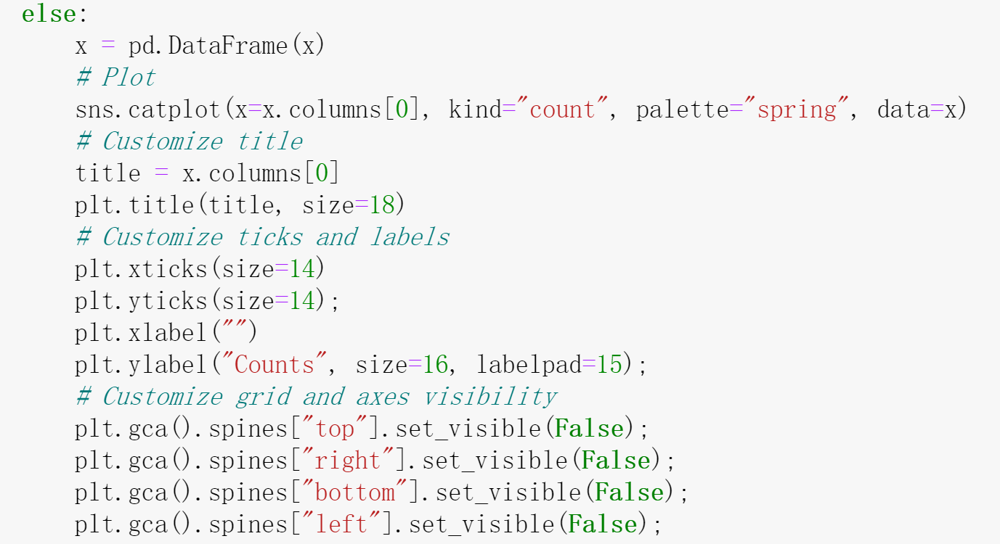 else:
    x = pd.DataFrame(x)
    # Plot
    sns.catplot(x=x.columns[0], kind="count", palette="spring", data=x)
    # Customize title
    title = x.columns[0]
    plt.title(title, size=18)
    # Customize ticks and labels
    plt.xticks(size=14)
    plt.yticks(size=14);
    plt.xlabel("")
    plt.ylabel("Counts", size=16, labelpad=15);
    # Customize grid and axes visibility
    plt.gca().spines["top"].set_visible(False);
    plt.gca().spines["right"].set_visible(False);
    plt.gca().spines["bottom"].set_visible(False);
    plt.gca().spines["left"].set_visible(False);